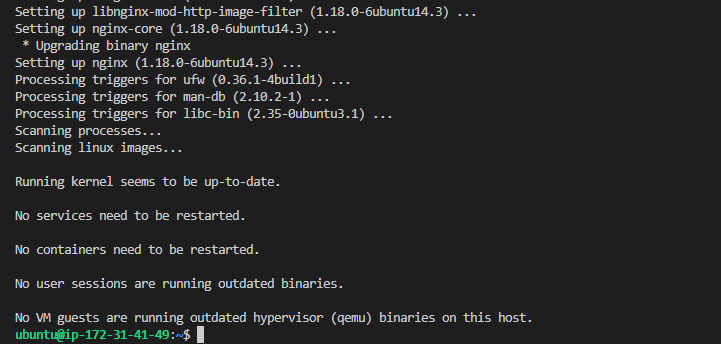 Setting up libnginx-mod-http-image-filter (1.18.0-6ubuntu14.3) ...
Setting up nginx-core (1.18.0-6ubuntu14.3) ...
 * Upgrading binary nginx
Setting up nginx (1.18.0-6ubuntu14.3) ...
Processing triggers for ufw (0.36.1-4build1) ...
Processing triggers for man-db (2.10.2-1) ...
Processing triggers for libc-bin (2.35-0ubuntu3.1) ...
Scanning processes...
Scanning linux images...
Running kernel seems to be up-to-date.
No services need to be restarted.
No containers need to be restarted.
No user sessions are running outdated binaries.
No VM guests are running outdated hypervisor (qemu) binaries on this host.
ubuntu@ip-172-31-41-49:~$